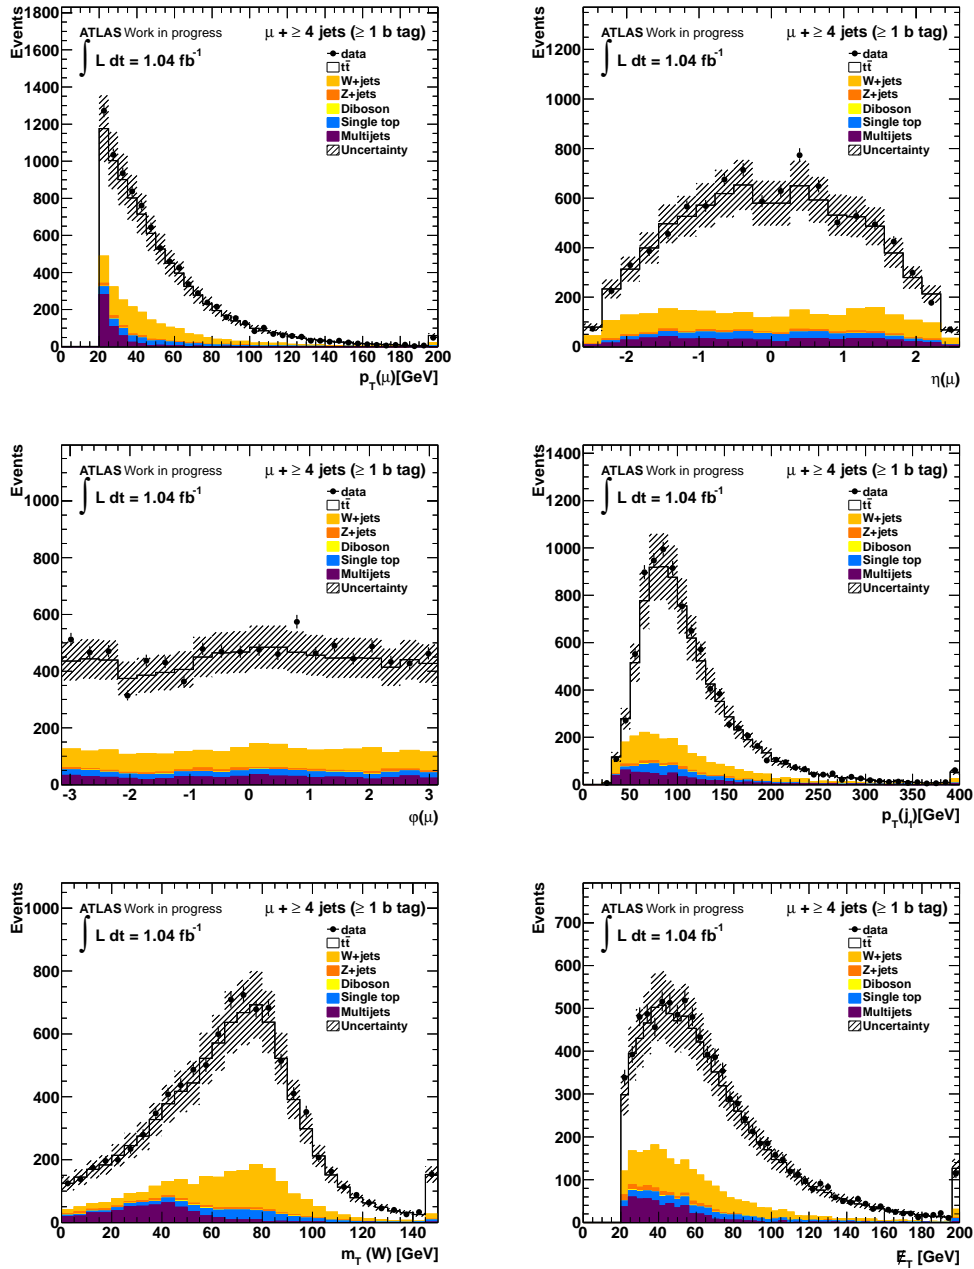 Events
1800
1600
1400
1200
1000
800
600
400
200
0
ATLAS Work in progress
μ + ≥ 4 jets (≥ 1 b tag)
∫ L dt = 1.04 fb⁻¹
data
tt̄
W+jets
Z+jets
Diboson
Single top
Multijets
Uncertainty
0 20 40 60 80 100 120 140 160 180 200
p_T(μ)[GeV]
Events
1200
1000
800
600
400
200
0
ATLAS Work in progress
μ + ≥ 4 jets (≥ 1 b tag)
∫ L dt = 1.04 fb⁻¹
data
tt̄
W+jets
Z+jets
Diboson
Single top
Multijets
Uncertainty
-2 -1 0 1 2
η(μ)
Events
1000
800
600
400
200
0
ATLAS Work in progress
μ + ≥ 4 jets (≥ 1 b tag)
∫ L dt = 1.04 fb⁻¹
data
tt̄
W+jets
Z+jets
Diboson
Single top
Multijets
Uncertainty
-3 -2 -1 0 1 2 3
φ(μ)
Events
1400
1200
1000
800
600
400
200
0
ATLAS Work in progress
μ + ≥ 4 jets (≥ 1 b tag)
∫ L dt = 1.04 fb⁻¹
data
tt̄
W+jets
Z+jets
Diboson
Single top
Multijets
Uncertainty
0 50 100 150 200 250 300 350 400
p_T(j_1)[GeV]
Events
1000
800
600
400
200
0
ATLAS Work in progress
μ + ≥ 4 jets (≥ 1 b tag)
∫ L dt = 1.04 fb⁻¹
data
tt̄
W+jets
Z+jets
Diboson
Single top
Multijets
Uncertainty
0 20 40 60 80 100 120 140
m_T (W) [GeV]
Events
700
600
500
400
300
200
100
0
ATLAS Work in progress
μ + ≥ 4 jets (≥ 1 b tag)
∫ L dt = 1.04 fb⁻¹
data
tt̄
W+jets
Z+jets
Diboson
Single top
Multijets
Uncertainty
0 20 40 60 80 100 120 140 160 180 200
E̸_T [GeV]